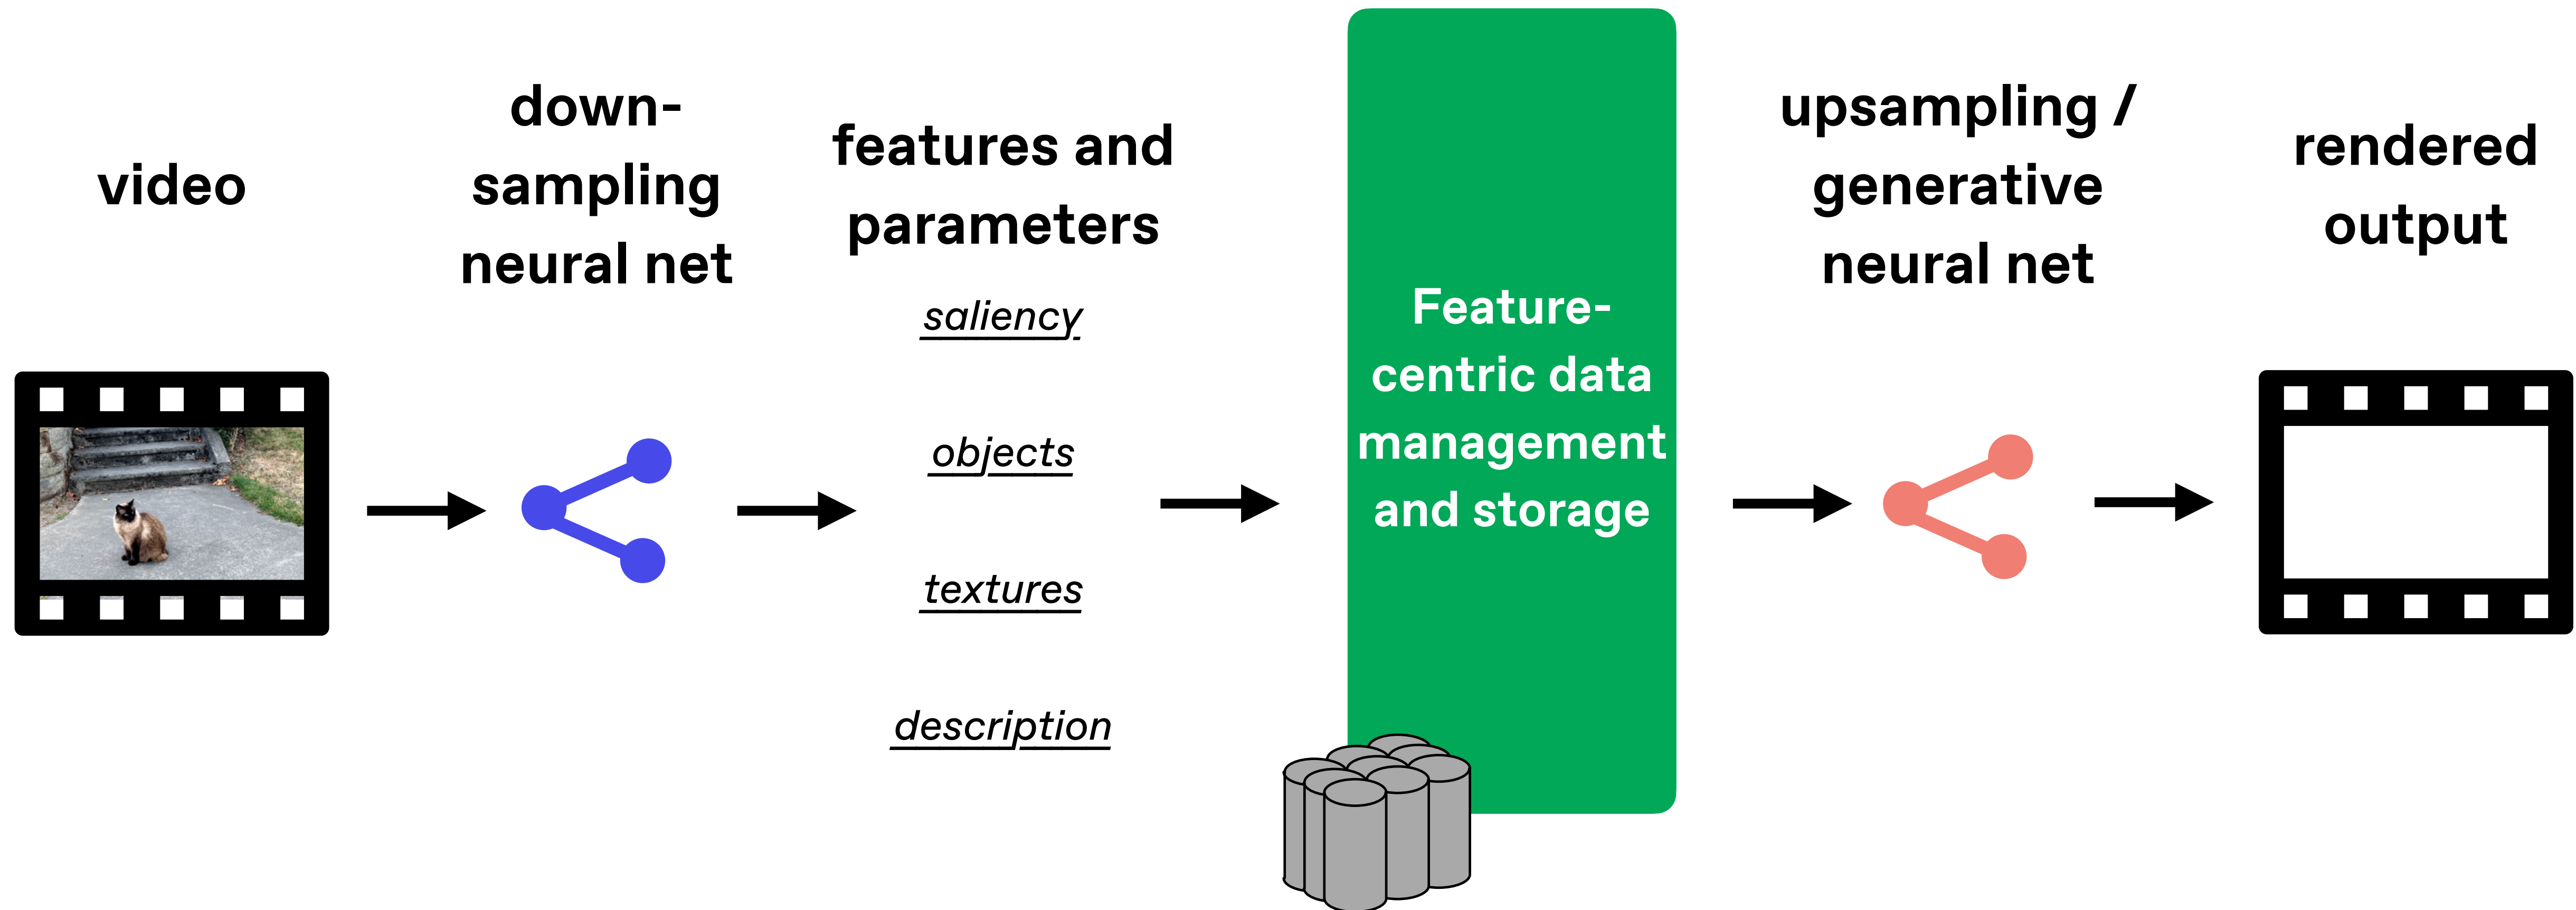 video
down-
sampling
neural net
features and
parameters
saliency
objects
textures
description
Feature-
centric data
management
and storage
upsampling /
generative
neural net
rendered
output